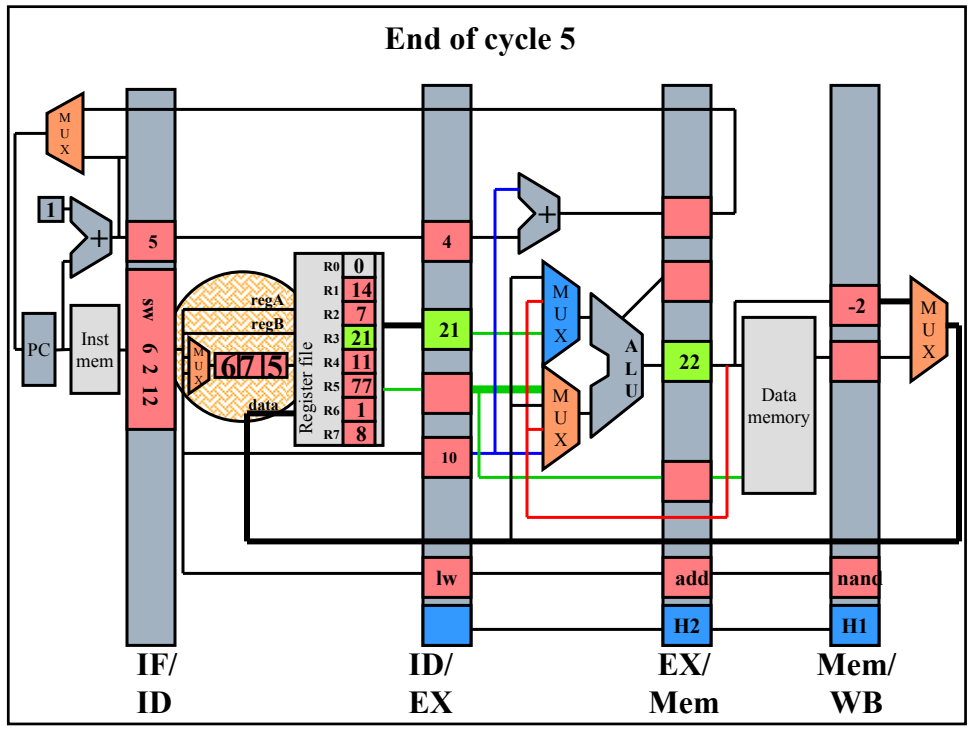 End of cycle 5
M
U
X
1
+
PC
Inst
mem
5
sw 6 2 12
regA
regB
M
U
X
6 7 5
data
Register file
R0 0
R1 14
R2 7
R3 21
R4 11
R5 77
R6 1
R7 8
4
21
10
lw
+
M
U
X
M
U
X
A
L
U
22
add
H2
Data
memory
-2
nand
H1
M
U
X
IF/
ID
ID/
EX
EX/
Mem
Mem/
WB